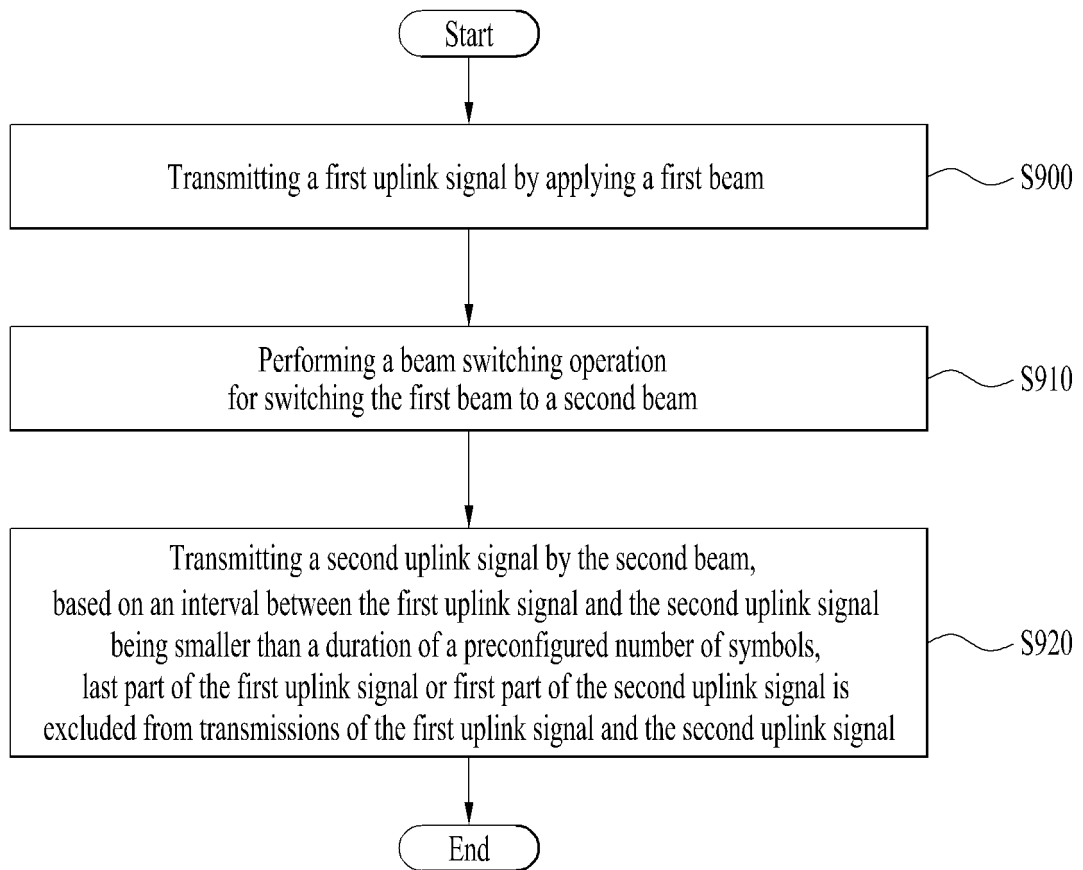 Start
Transmitting a first uplink signal by applying a first beam
S900
Performing a beam switching operation
for switching the first beam to a second beam
S910
Transmitting a second uplink signal by the second beam,
based on an interval between the first uplink signal and the second uplink signal
being smaller than a duration of a preconfigured number of symbols,
last part of the first uplink signal or first part of the second uplink signal is
excluded from transmissions of the first uplink signal and the second uplink signal
S920
End